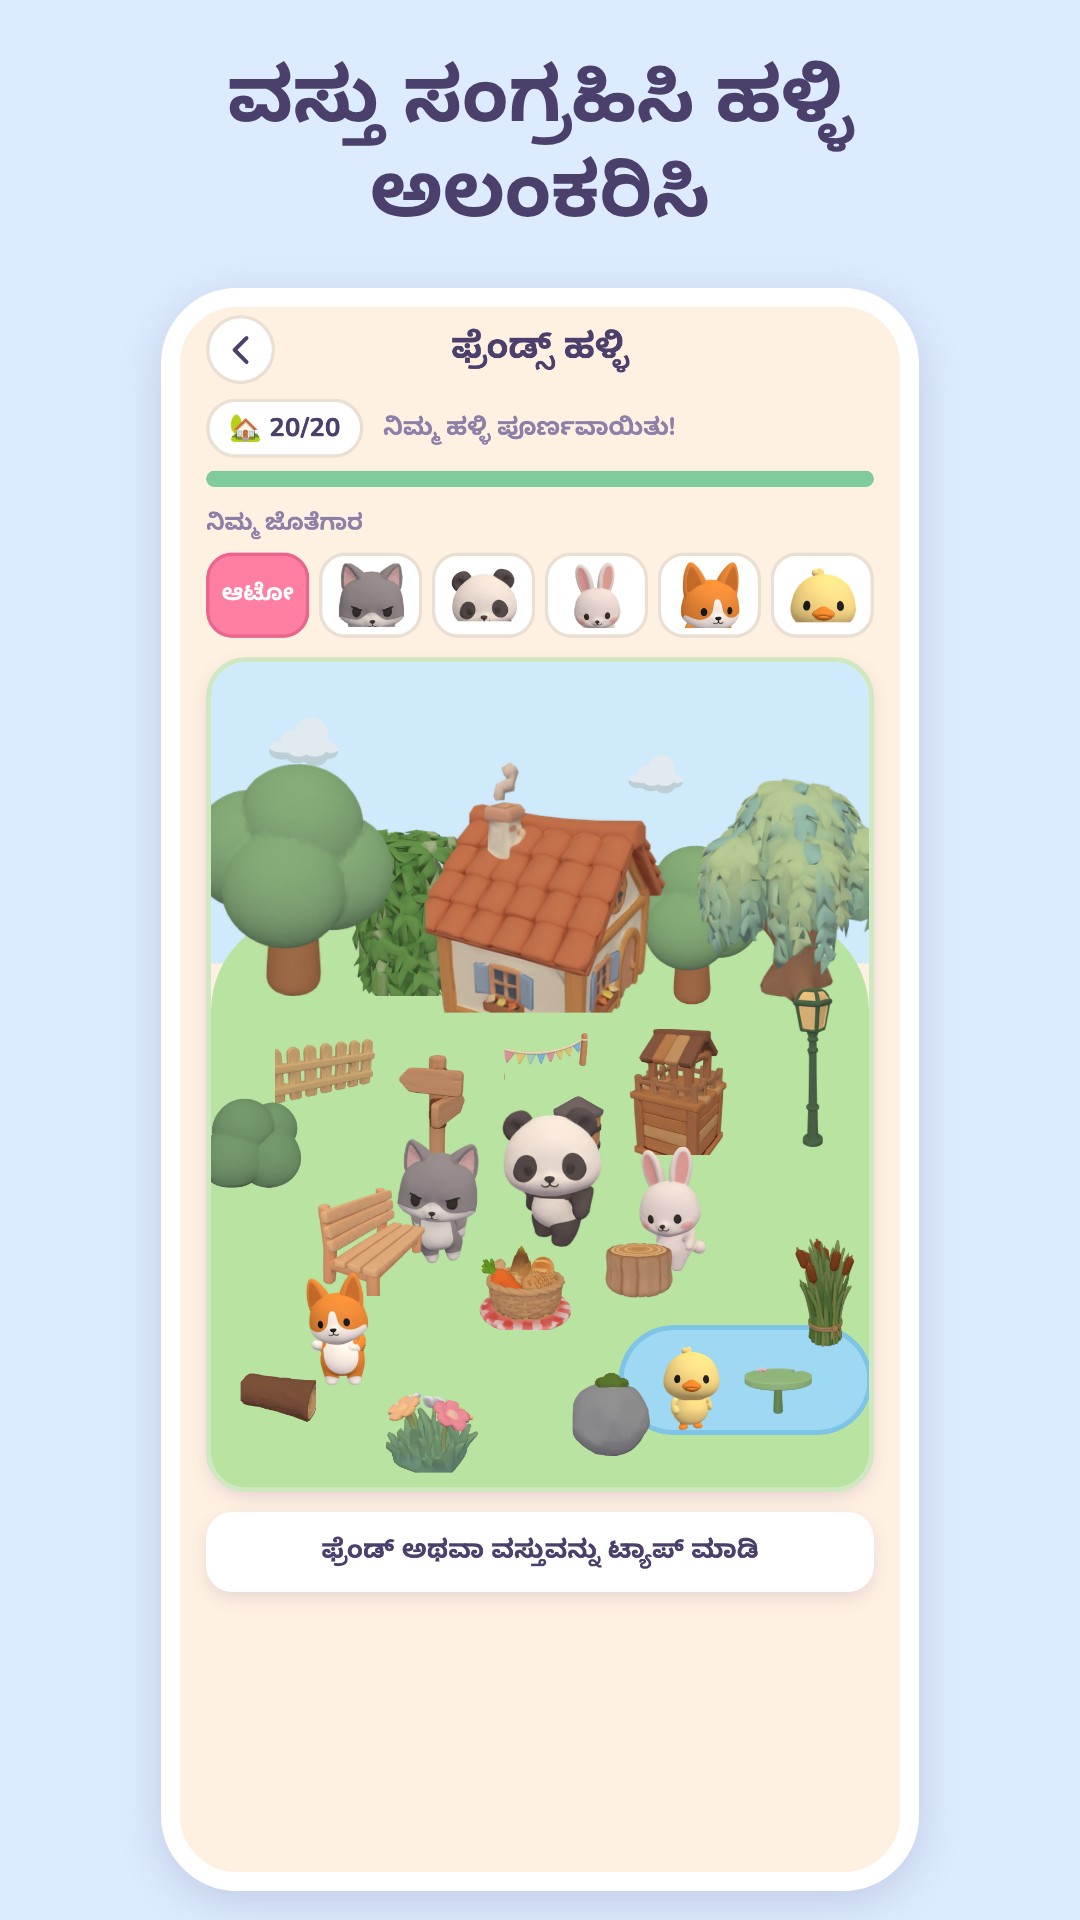 ವಸ್ತು ಸಂಗ್ರಹಿಸಿ ಹಳ್ಳಿ
ಅಲಂಕರಿಸಿ
ಫ್ರೆಂಡ್ಸ್ ಹಳ್ಳಿ
20/20 ನಿಮ್ಮ ಹಳ್ಳಿ ಪೂರ್ಣವಾಯಿತು!
ನಿಮ್ಮ ಜೊತೆಗಾರ
ಆಟೋ
ಫ್ರೆಂಡ್ ಅಥವಾ ವಸ್ತುವನ್ನು ಟ್ಯಾಪ್ ಮಾಡಿ